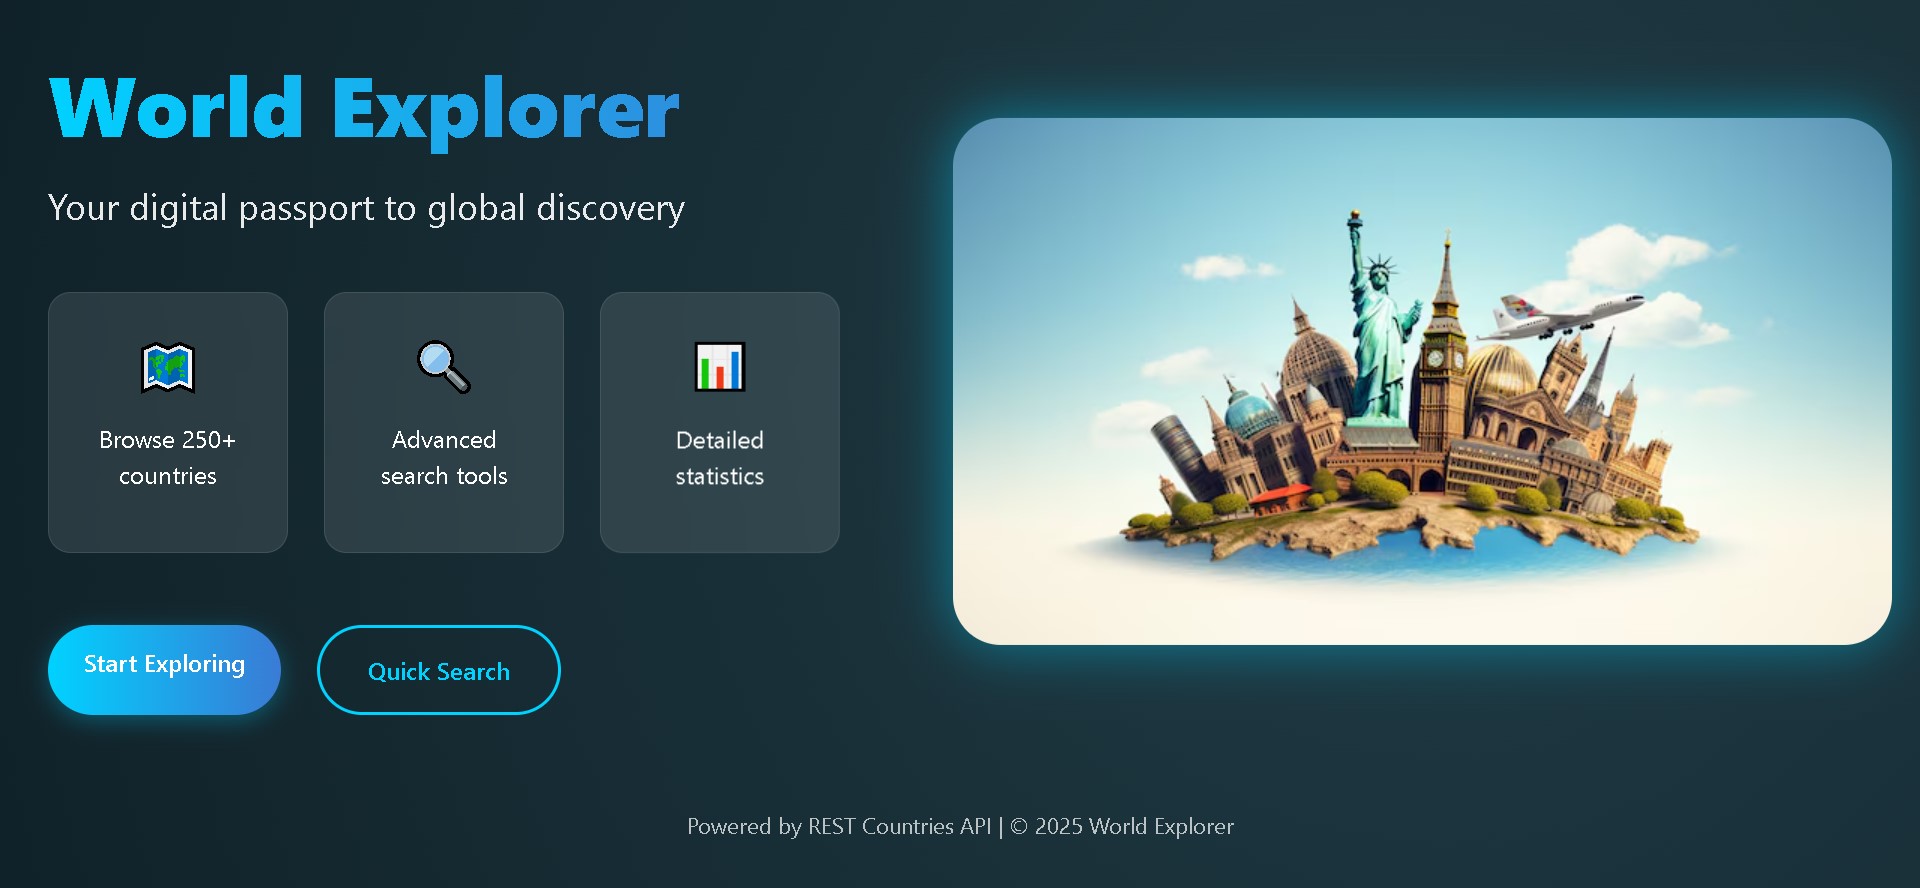 World Explorer
Your digital passport to global discovery
Browse 250+
countries
Advanced
search tools
Detailed
statistics
Start Exploring
Quick Search
Powered by REST Countries API | © 2025 World Explorer